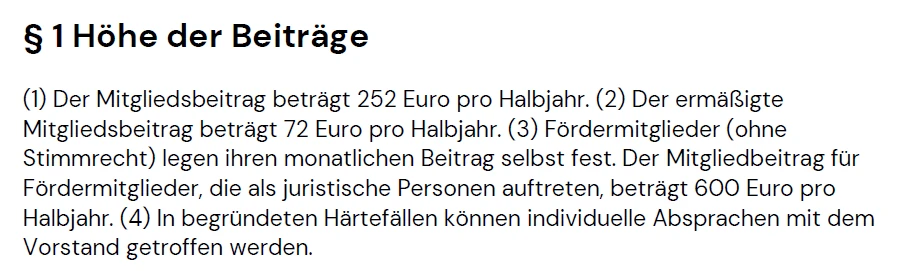 § 1 Höhe der Beiträge
(1) Der Mitgliedsbeitrag beträgt 252 Euro pro Halbjahr. (2) Der ermäßigte
Mitgliedsbeitrag beträgt 72 Euro pro Halbjahr. (3) Fördermitglieder (ohne
Stimmrecht) legen ihren monatlichen Beitrag selbst fest. Der Mitgliedbeitrag für
Fördermitglieder, die als juristische Personen auftreten, beträgt 600 Euro pro
Halbjahr. (4) In begründeten Härtefällen können individuelle Absprachen mit dem
Vorstand getroffen werden.